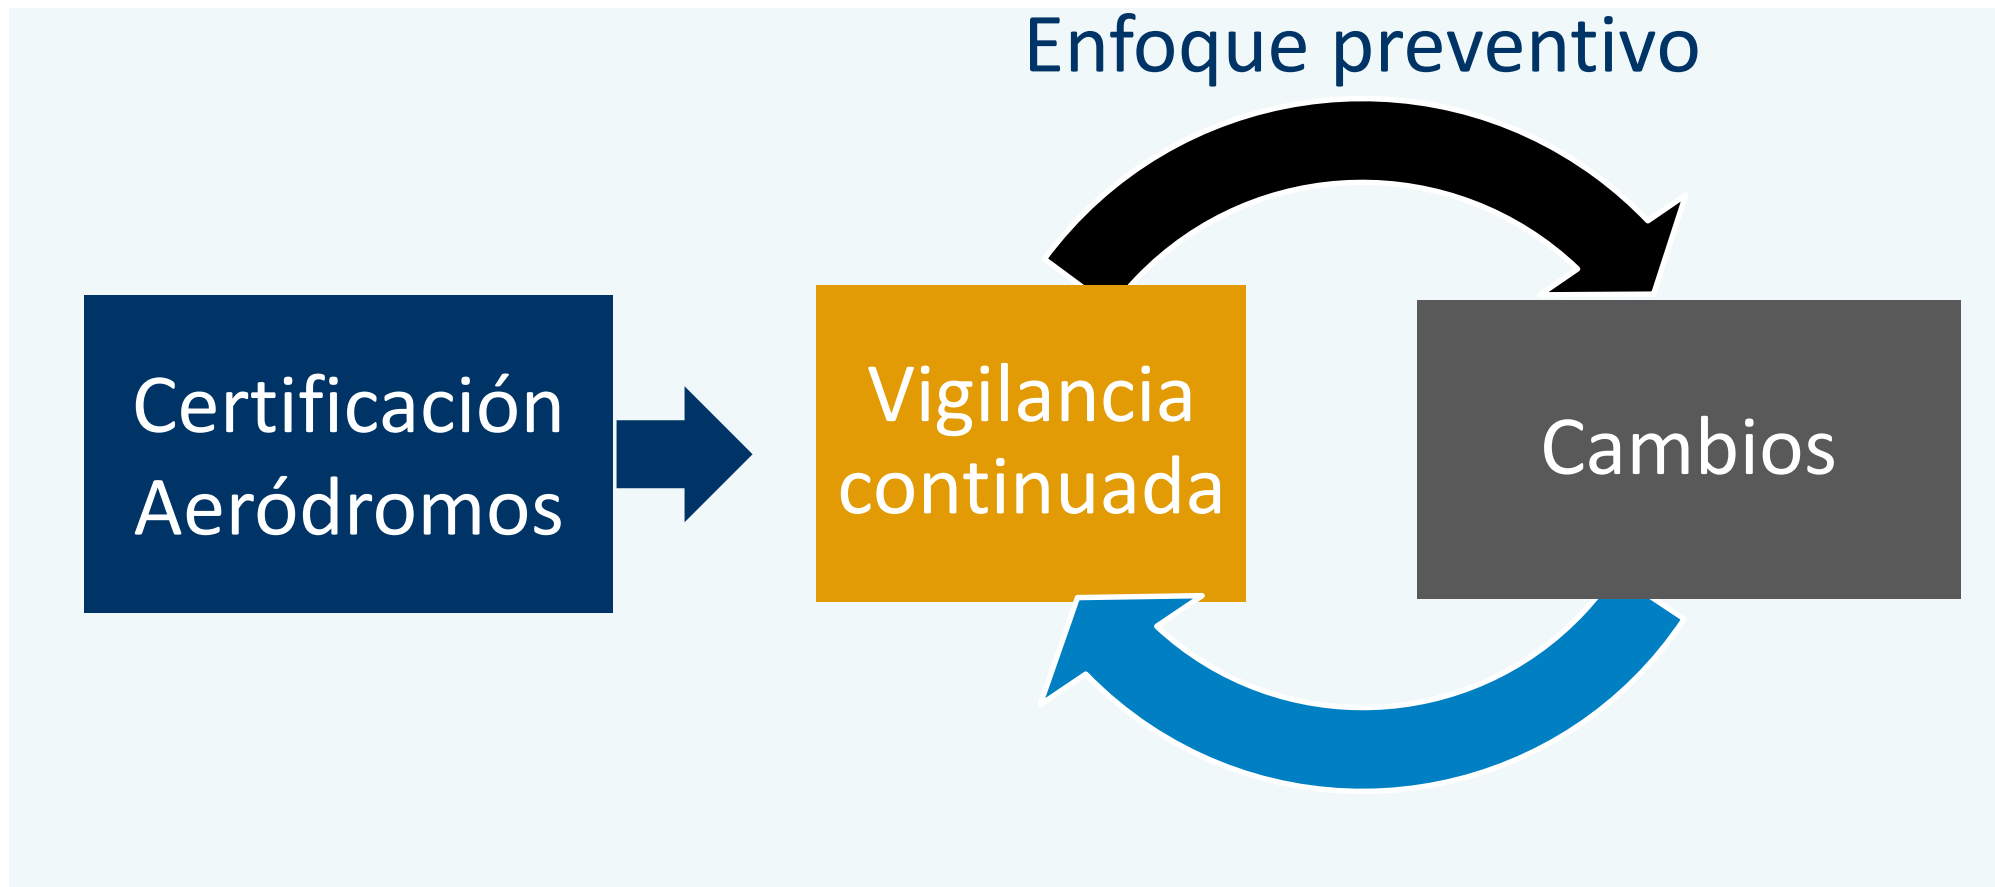 Enfoque preventivo
Certificación
Aeródromos
Vigilancia
continuada
Cambios